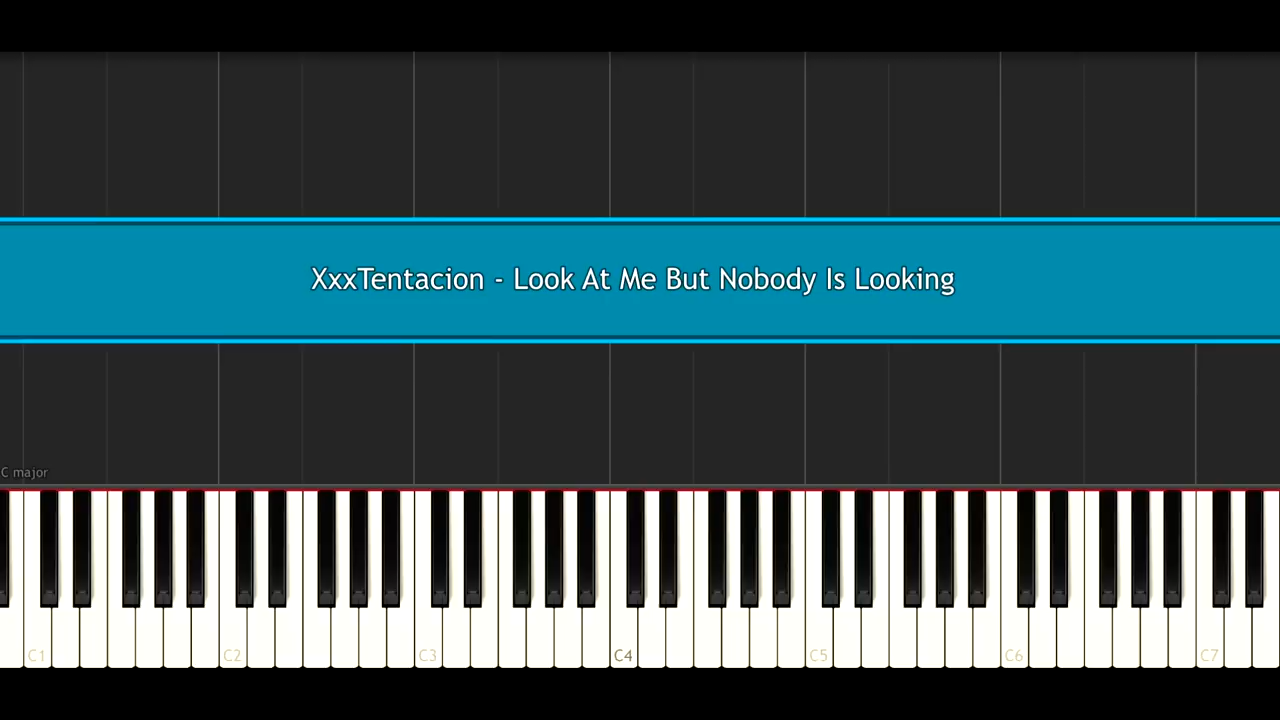 XxxTentacion - Look At Me But Nobody Is Looking
C major
C1 C2 C3 C4 C5 C6 C7